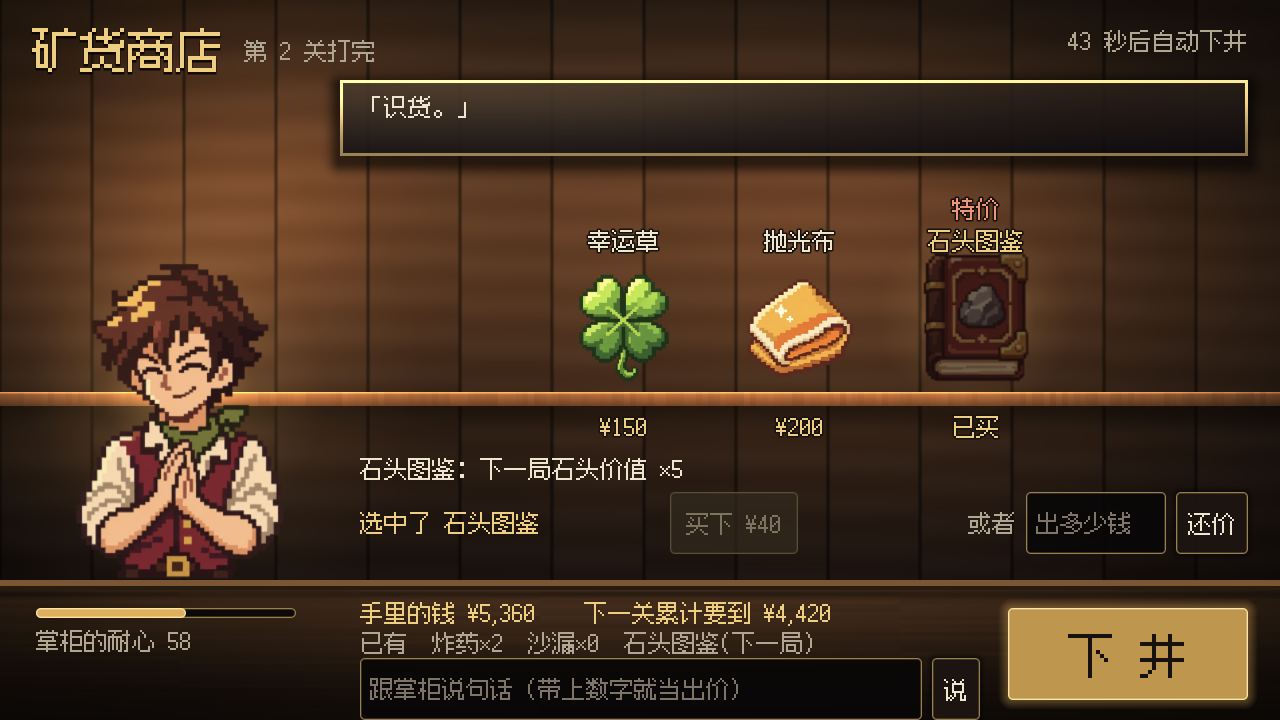 矿货商店 第 2 关打完
43 秒后自动下井
「识货。」
特价
幸运草 抛光布 石头图鉴
¥150 ¥200 已买
石头图鉴：下一局石头价值 ×5
选中了 石头图鉴 买下 ¥40 或者 出多少钱 还价
手里的钱 ¥5,360 下一关累计要到 ¥4,420
掌柜的耐心 58
已有 炸药×2 沙漏×0 石头图鉴(下一局)
跟掌柜说句话（带上数字就当出价） 说
下井